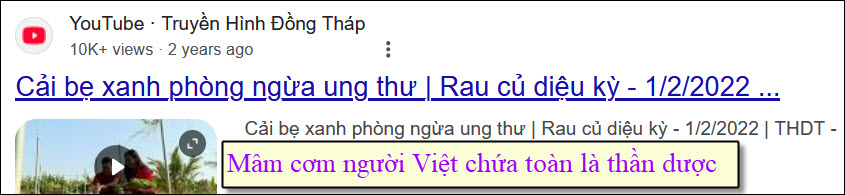 YouTube · Truyền Hình Đồng Tháp
10K+ views · 2 years ago
Cải bẹ xanh phòng ngừa ung thư | Rau củ diệu kỳ - 1/2/2022 ...
Cải bẹ xanh phòng ngừa ung thư | Rau củ diệu kỳ - 1/2/2022 | THDT -
Mâm cơm người Việt chứa toàn là thần dược